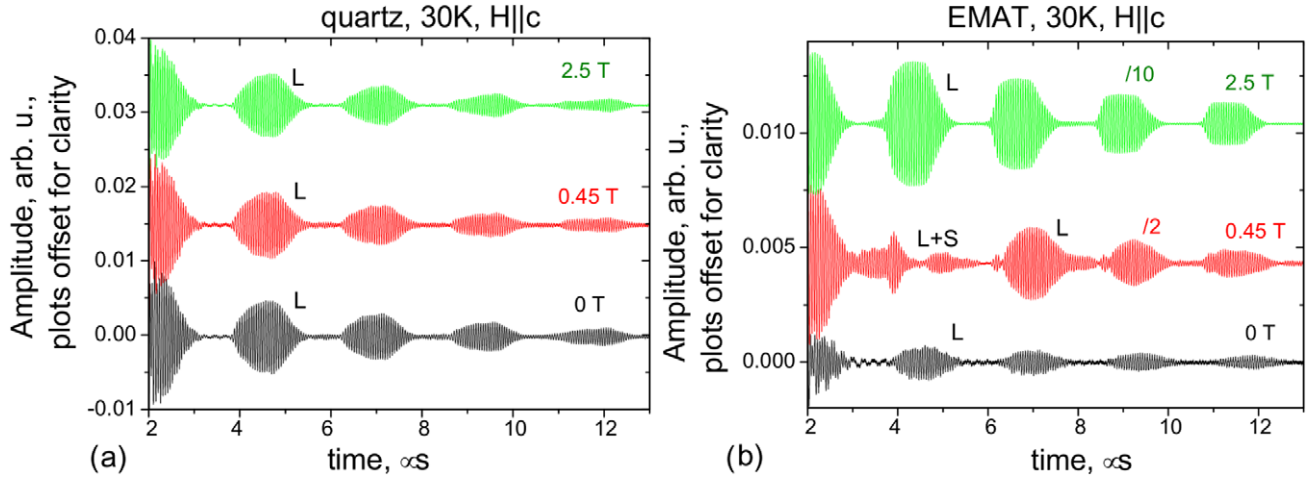 quartz, 30K, H||c
0.04
0.03
0.02
0.01
0.00
-0.01
Amplitude, arb. u.,
plots offset for clarity
L
2.5 T
L
0.45 T
L
0 T
2 4 6 8 10 12
(a)
time, ∝s
EMAT, 30K, H||c
0.010
0.005
0.000
Amplitude, arb. u.,
plots offset for clarity
L
/10
2.5 T
L+S
L
/2
0.45 T
L
0 T
2 4 6 8 10 12
(b)
time, ∝s